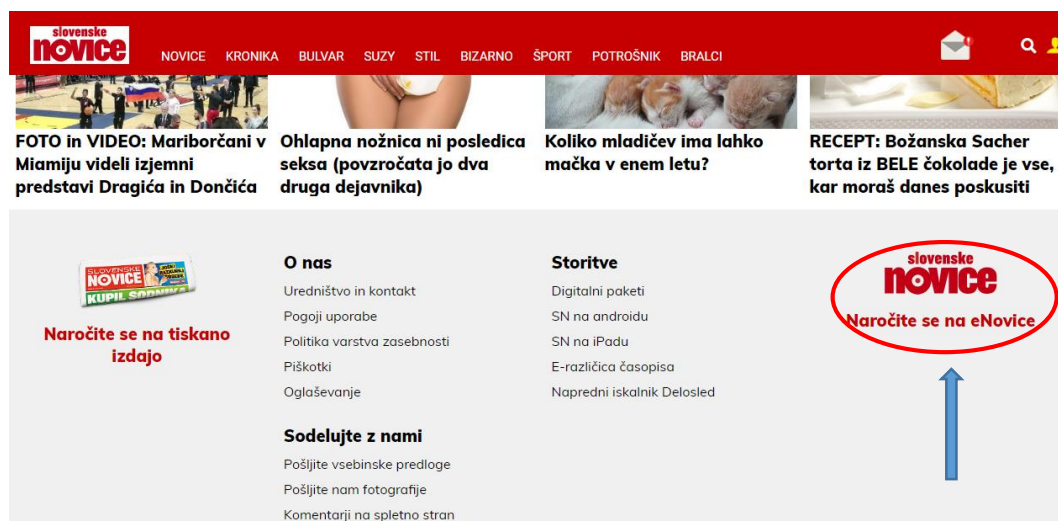 slovenske
novice
NOVICE KRONIKA BULVAR SUZY STIL BIZARNO ŠPORT POTROŠNIK BRALCI
FOTO in VIDEO: Mariborčani v
Miamiju videli izjemni
predstavi Dragića in Dončića
Ohlapna nožnica ni posledica
seksa (povzročata jo dva
druga dejavnika)
Koliko mladičev ima lahko
mačka v enem letu?
RECEPT: Božanska Sacher
torta iz BELE čokolade je vse,
kar moraš danes poskusiti
SLOVENSKE
NOVICE
KUPIL SODNIKA
Naročite se na tiskano
izdajo
O nas
Uredništvo in kontakt
Pogoji uporabe
Politika varstva zasebnosti
Piškotki
Oglaševanje
Sodelujte z nami
Pošljite vsebinske predloge
Pošljite nam fotografije
Komentarji na spletno stran
Storitve
Digitalni paketi
SN na androidu
SN na iPadu
E-različica časopisa
Napredni iskalnik Delosled
slovenske
novice
Naročite se na eNovice